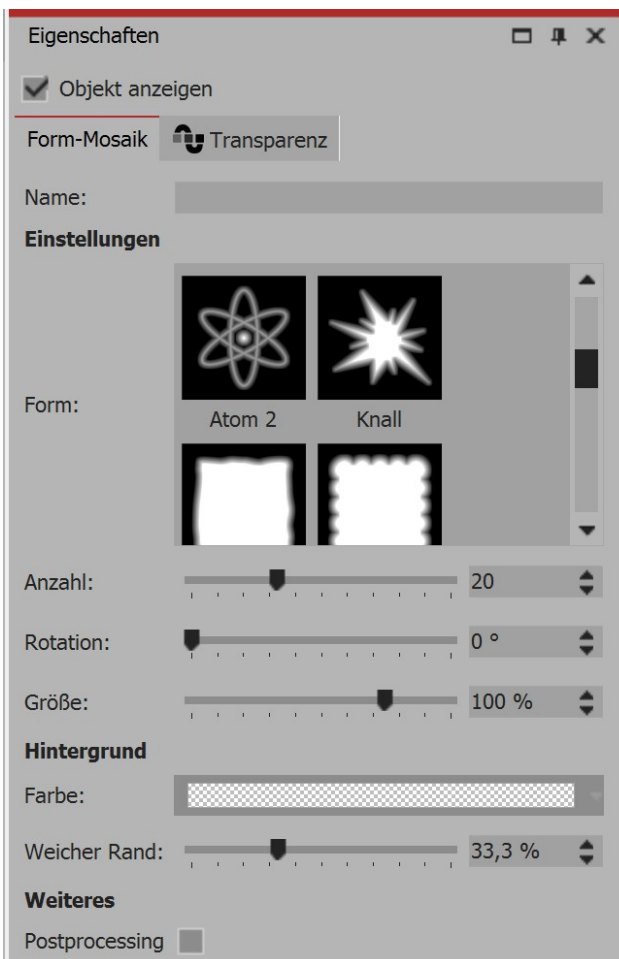 Eigenschaften
Objekt anzeigen
Form-Mosaik Transparenz
Name:
Einstellungen
Form:
Atom 2 Knall
Anzahl: 20
Rotation: 0 °
Größe: 100 %
Hintergrund
Farbe:
Weicher Rand: 33,3 %
Weiteres
Postprocessing